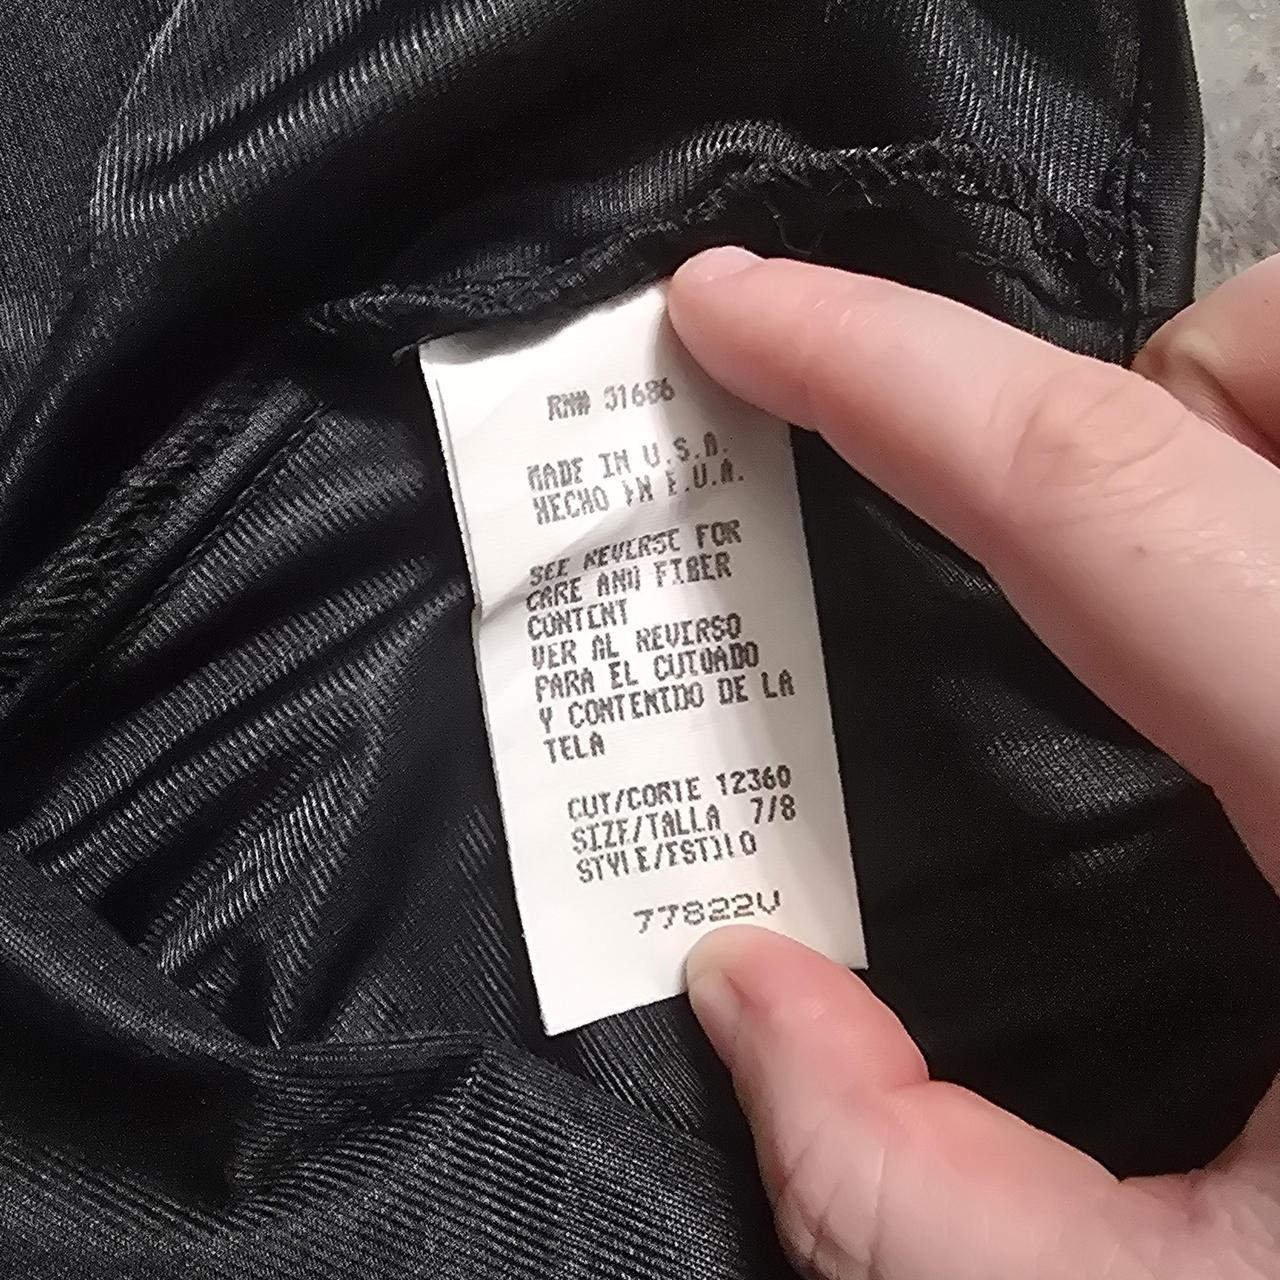 RN# 51686
MADE IN U.S.A.
HECHO EN E.U.A.
SEE REVERSE FOR
CARE AND FIBER
CONTENT
VER AL REVERSO
PARA EL CUIDADO
Y CONTENIDO DE LA
TELA
CUT/CORTE 12360
SIZE/TALLA 7/8
STYLE/ESTILO
77822V